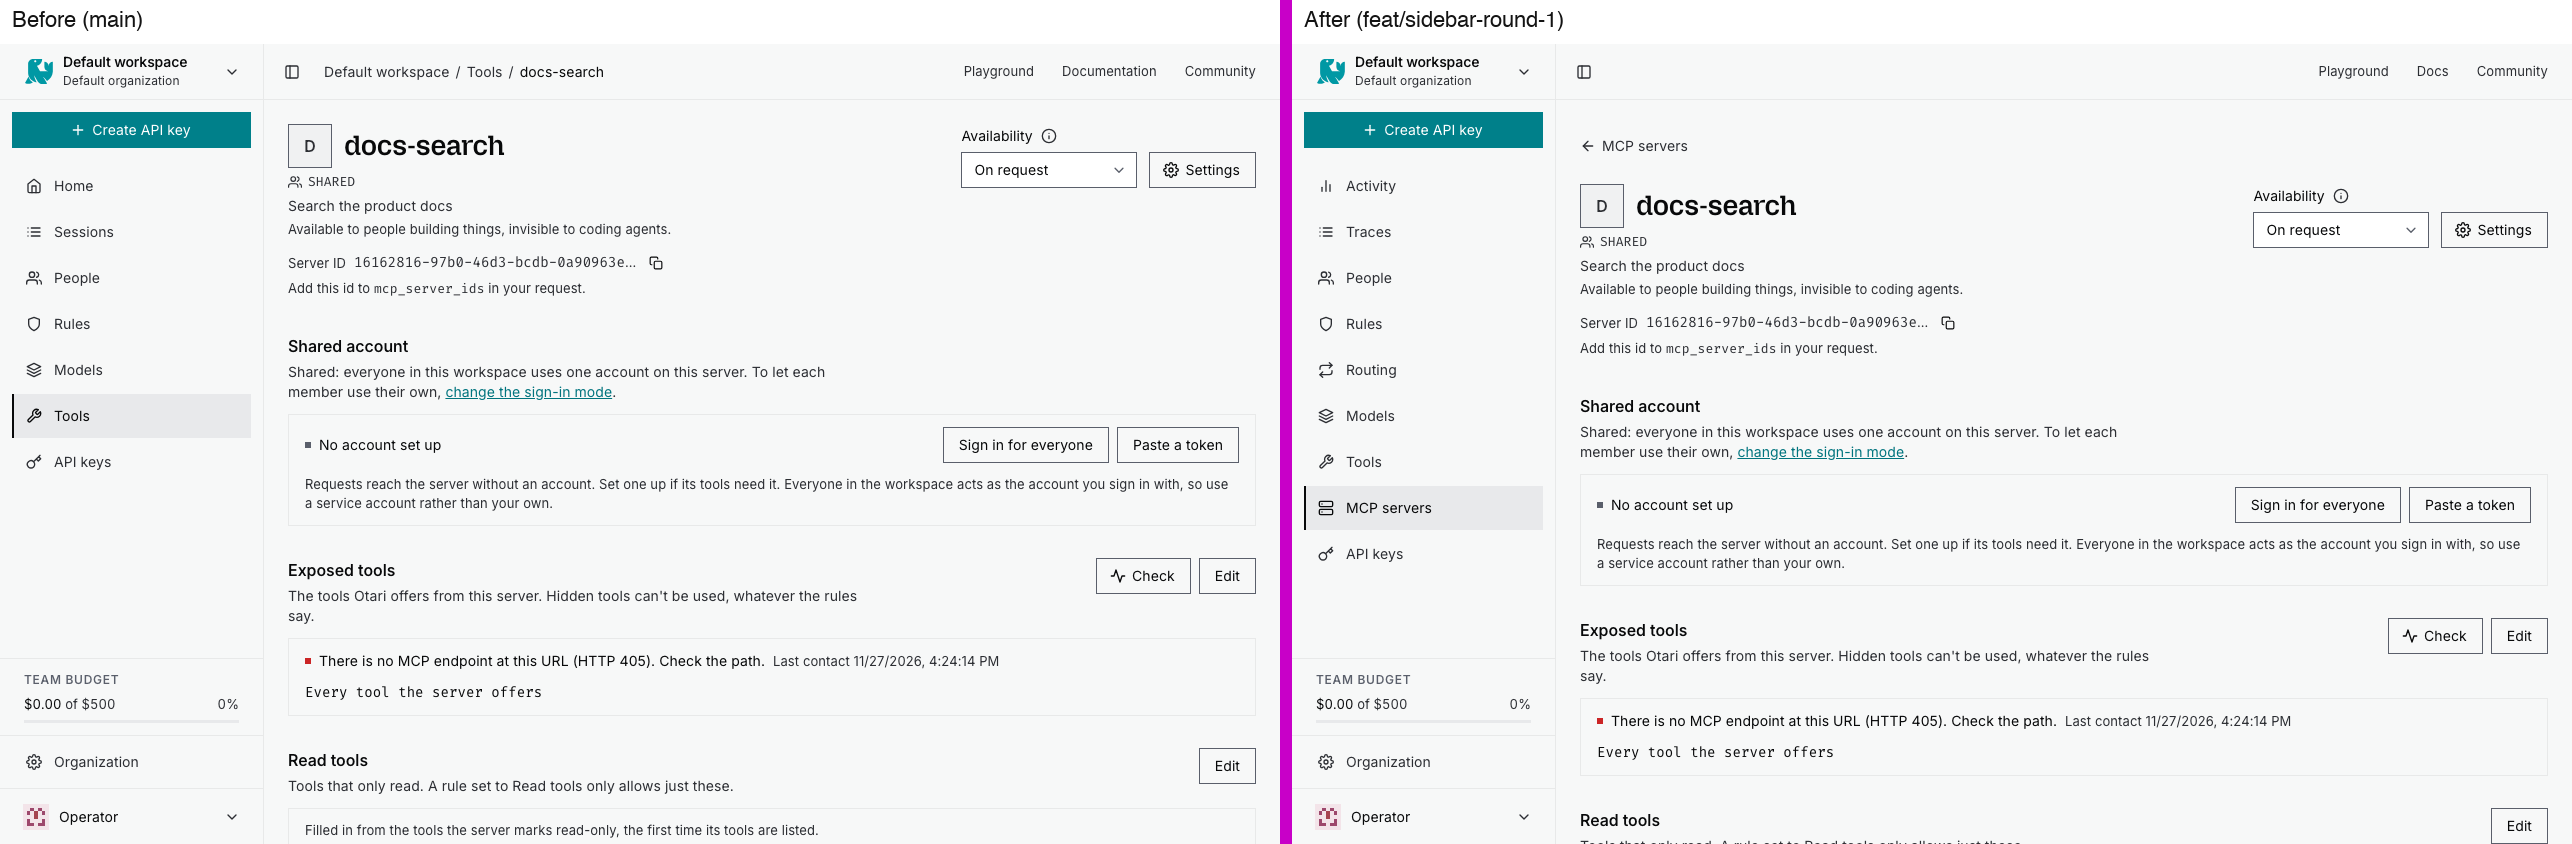 Before (main)
Default workspace
Default organization
Default workspace / Tools / docs-search
Playground
Documentation
Community
+ Create API key
Home
Sessions
People
Rules
Models
Tools
API keys
TEAM BUDGET
$0.00 of $500
0%
Organization
Operator
D
docs-search
SHARED
Search the product docs
Available to people building things, invisible to coding agents.
Server ID 16162816-97b0-46d3-bcdb-0a90963e...
Add this id to mcp_server_ids in your request.
Availability
On request
Settings
Shared account
Shared: everyone in this workspace uses one account on this server. To let each
member use their own, change the sign-in mode.
No account set up
Sign in for everyone
Paste a token
Requests reach the server without an account. Set one up if its tools need it. Everyone in the workspace acts as the account you sign in with, so use
a service account rather than your own.
Exposed tools
Check
Edit
The tools Otari offers from this server. Hidden tools can't be used, whatever the rules
say.
There is no MCP endpoint at this URL (HTTP 405). Check the path. Last contact 11/27/2026, 4:24:14 PM
Every tool the server offers
Read tools
Edit
Tools that only read. A rule set to Read tools only allows just these.
Filled in from the tools the server marks read-only, the first time its tools are listed.
After (feat/sidebar-round-1)
Default workspace
Default organization
Playground
Docs
Community
+ Create API key
Activity
Traces
People
Rules
Routing
Models
Tools
MCP servers
API keys
TEAM BUDGET
$0.00 of $500
0%
Organization
Operator
← MCP servers
D
docs-search
SHARED
Search the product docs
Available to people building things, invisible to coding agents.
Server ID 16162816-97b0-46d3-bcdb-0a90963e...
Add this id to mcp_server_ids in your request.
Availability
On request
Settings
Shared account
Shared: everyone in this workspace uses one account on this server. To let each
member use their own, change the sign-in mode.
No account set up
Sign in for everyone
Paste a token
Requests reach the server without an account. Set one up if its tools need it. Everyone in the workspace acts as the account you sign in with, so use
a service account rather than your own.
Exposed tools
Check
Edit
The tools Otari offers from this server. Hidden tools can't be used, whatever the rules
say.
There is no MCP endpoint at this URL (HTTP 405). Check the path. Last contact 11/27/2026, 4:24:14 PM
Every tool the server offers
Read tools
Edit